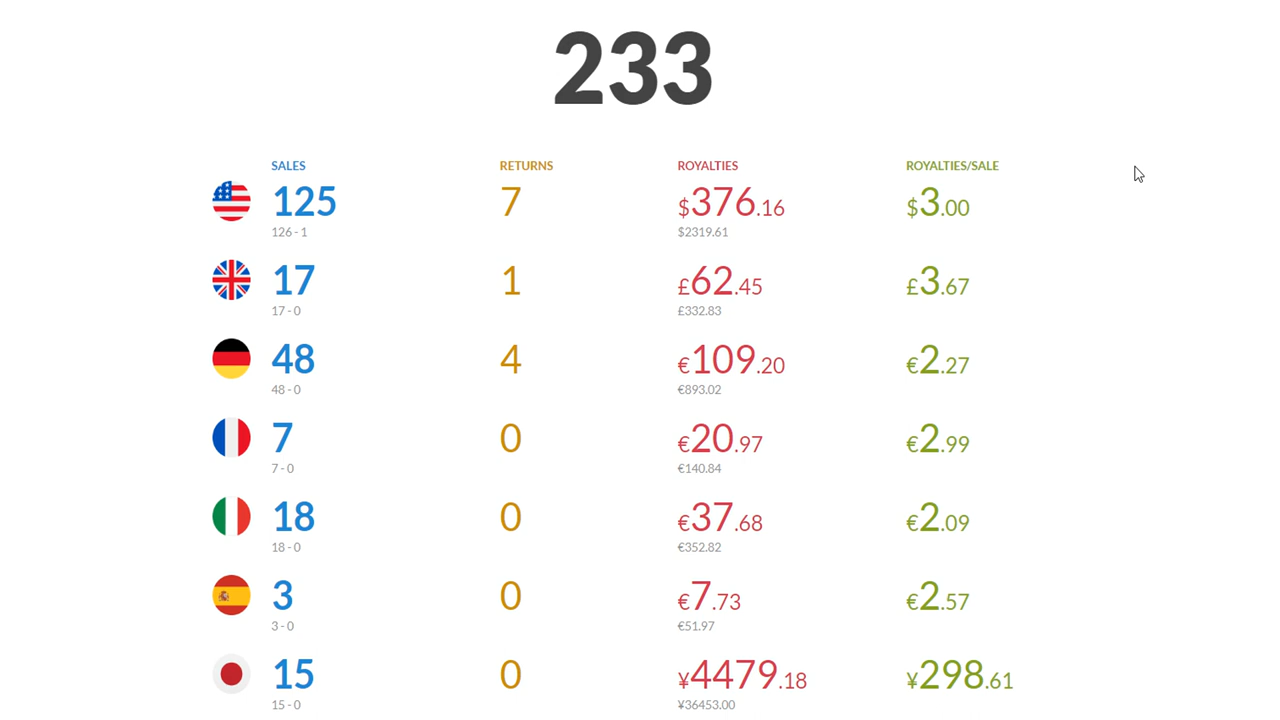 233
SALES RETURNS ROYALTIES ROYALTIES/SALE
125 7 $376.16 $3.00
126 - 1 $2319.61
17 1 £62.45 £3.67
17 - 0 £332.83
48 4 €109.20 €2.27
48 - 0 €893.02
7 0 €20.97 €2.99
7 - 0 €140.84
18 0 €37.68 €2.09
18 - 0 €352.82
3 0 €7.73 €2.57
3 - 0 €51.97
15 0 ¥4479.18 ¥298.61
15 - 0 ¥36453.00